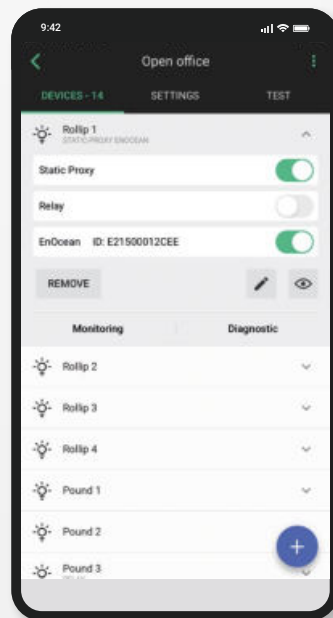 9:42
Open office
DEVICES - 14 SETTINGS TEST
Rollip 1
STATIC PROXY ENOCEAN
Static Proxy
Relay
EnOcean ID: E21500012CEE
REMOVE
Monitoring Diagnostic
Rollip 2
Rollip 3
Rollip 4
Pound 1
Pound 2
Pound 3